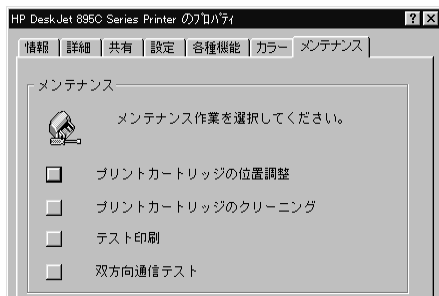 HP DeskJet 895C Series Printer のプロパティ
情報 詳細 共有 設定 各種機能 カラー メンテナンス
メンテナンス
メンテナンス作業を選択してください。
プリントカートリッジの位置調整
プリントカートリッジのクリーニング
テスト印刷
双方向通信テスト